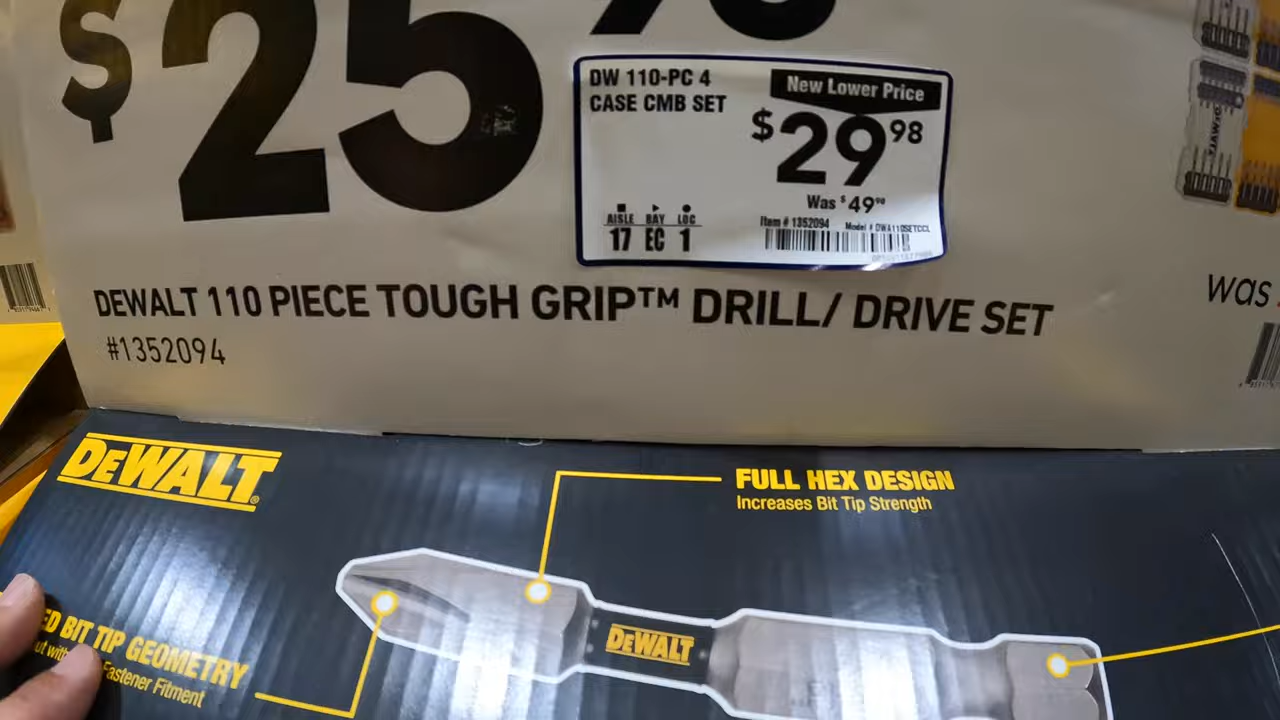 $25
DW 110-PC 4
CASE CMB SET
New Lower Price
$29 98
Was $49
AISLE BAY LOC
17 EC 1
Item # 1352094 Model # DWA110SETCCL
DEWALT 110 PIECE TOUGH GRIP™ DRILL/ DRIVE SET
#1352094
was
DEWALT
DEWALT®
FULL HEX DESIGN
Increases Bit Tip Strength
ED BIT TIP GEOMETRY
Fastener Fitment
DEWALT